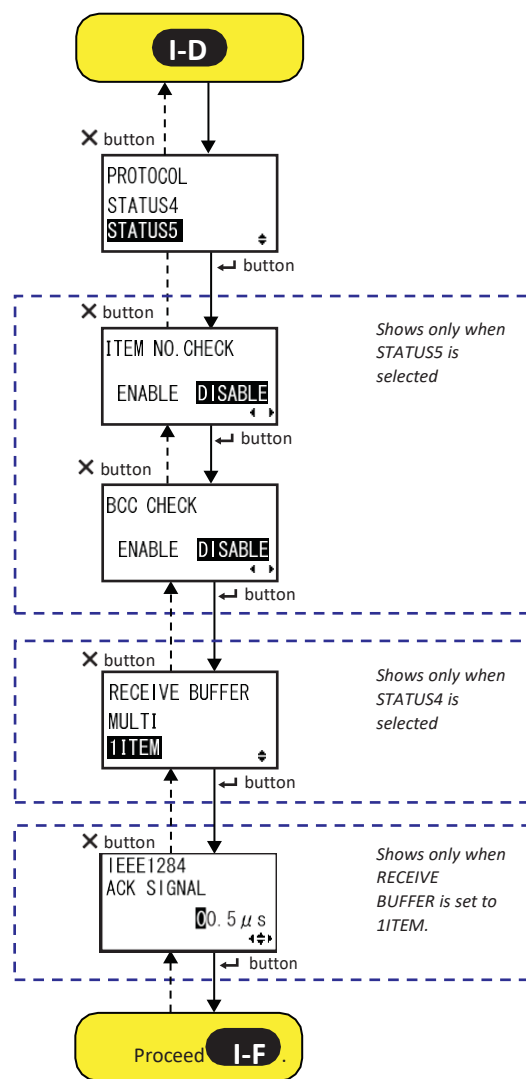 I-D
button
PROTOCOL
STATUS4
STATUS5
button
button
Shows only when
STATUS5 is
selected
ITEM NO.CHECK
ENABLE DISABLE
button
button
BCC CHECK
ENABLE DISABLE
button
button
Shows only when
STATUS4 is
selected
RECEIVE BUFFER
MULTI
1ITEM
button
button
Shows only when
RECEIVE
BUFFER is set to
1ITEM.
IEEE1284
ACK SIGNAL
00.5μs
button
Proceed I-F .